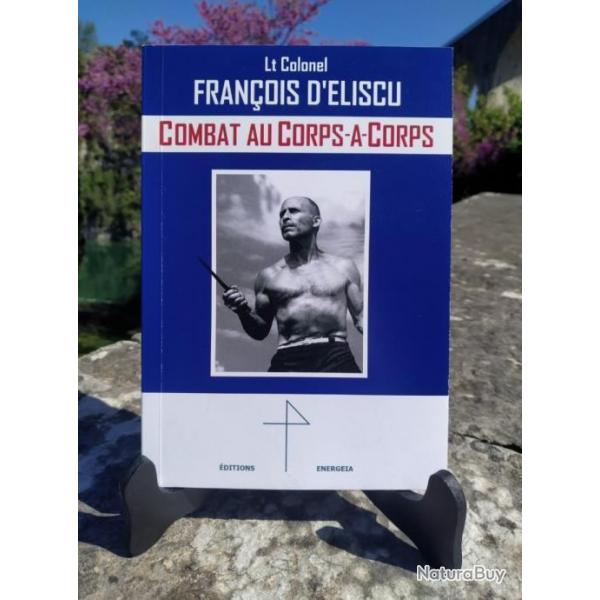 Lt Colonel
FRANÇOIS D'ELISCU
COMBAT AU CORPS-A-CORPS
ÉDITIONS ENERGEIA
NaturaBuy